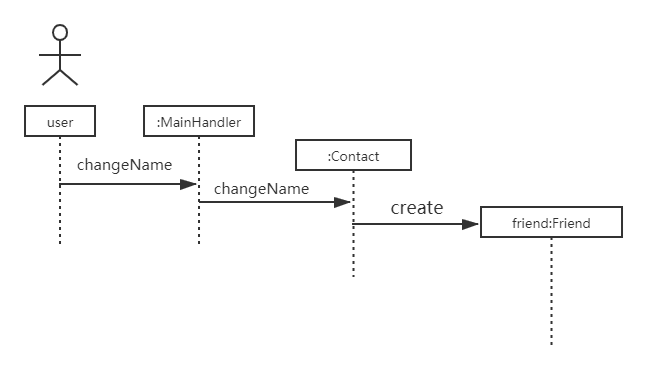 user
:MainHandler
changeName
:Contact
changeName
create
friend:Friend